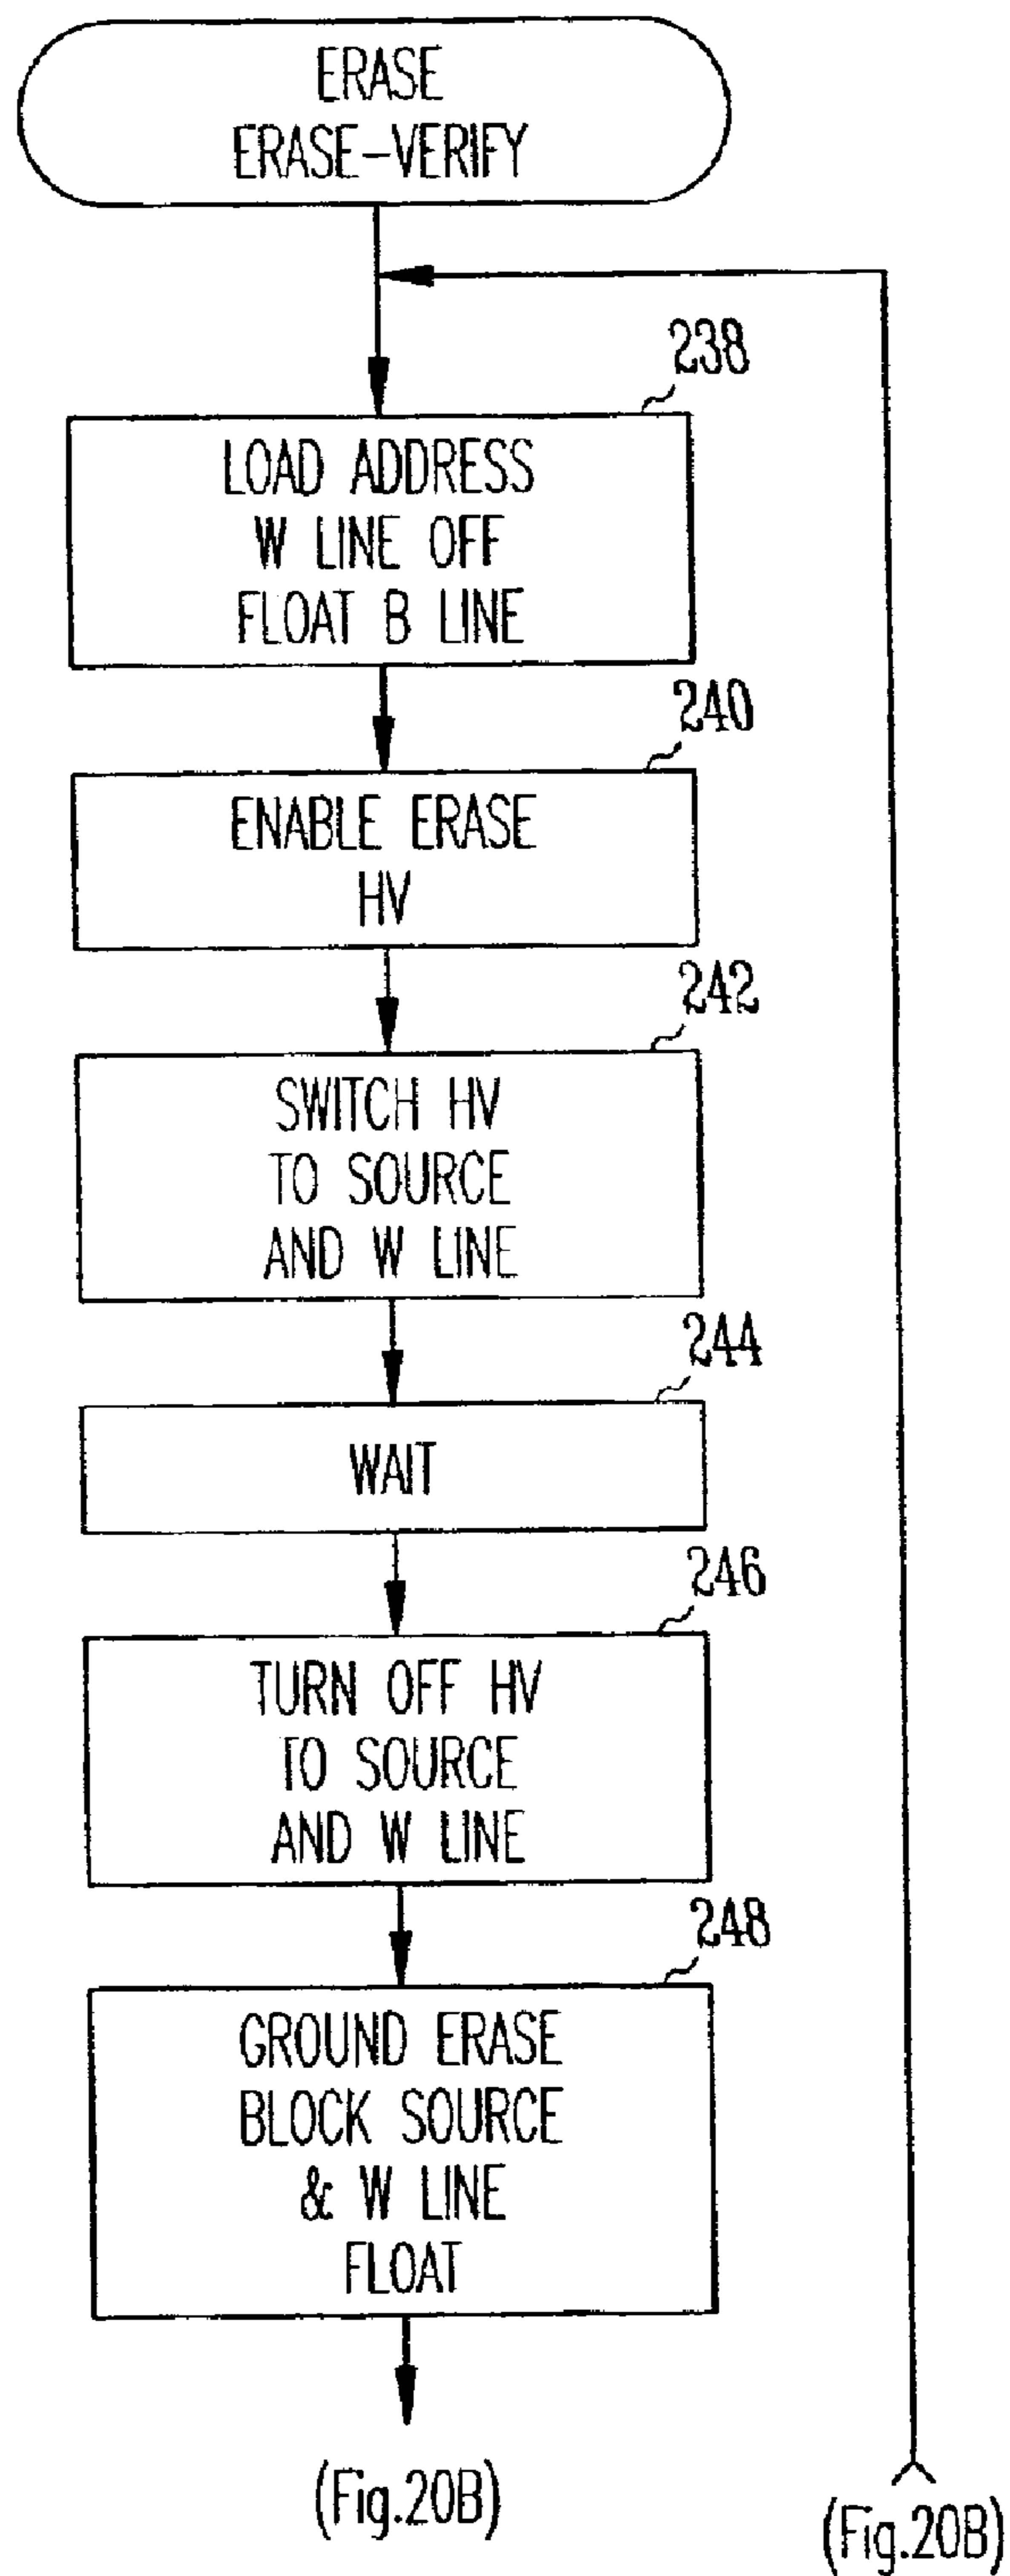 ERASE
ERASE-VERIFY
238
LOAD ADDRESS
W LINE OFF
FLOAT B LINE
240
ENABLE ERASE
HV
242
SWITCH HV
TO SOURCE
AND W LINE
244
WAIT
246
TURN OFF HV
TO SOURCE
AND W LINE
248
GROUND ERASE
BLOCK SOURCE
& W LINE
FLOAT
(Fig.20B)
(Fig.20B)